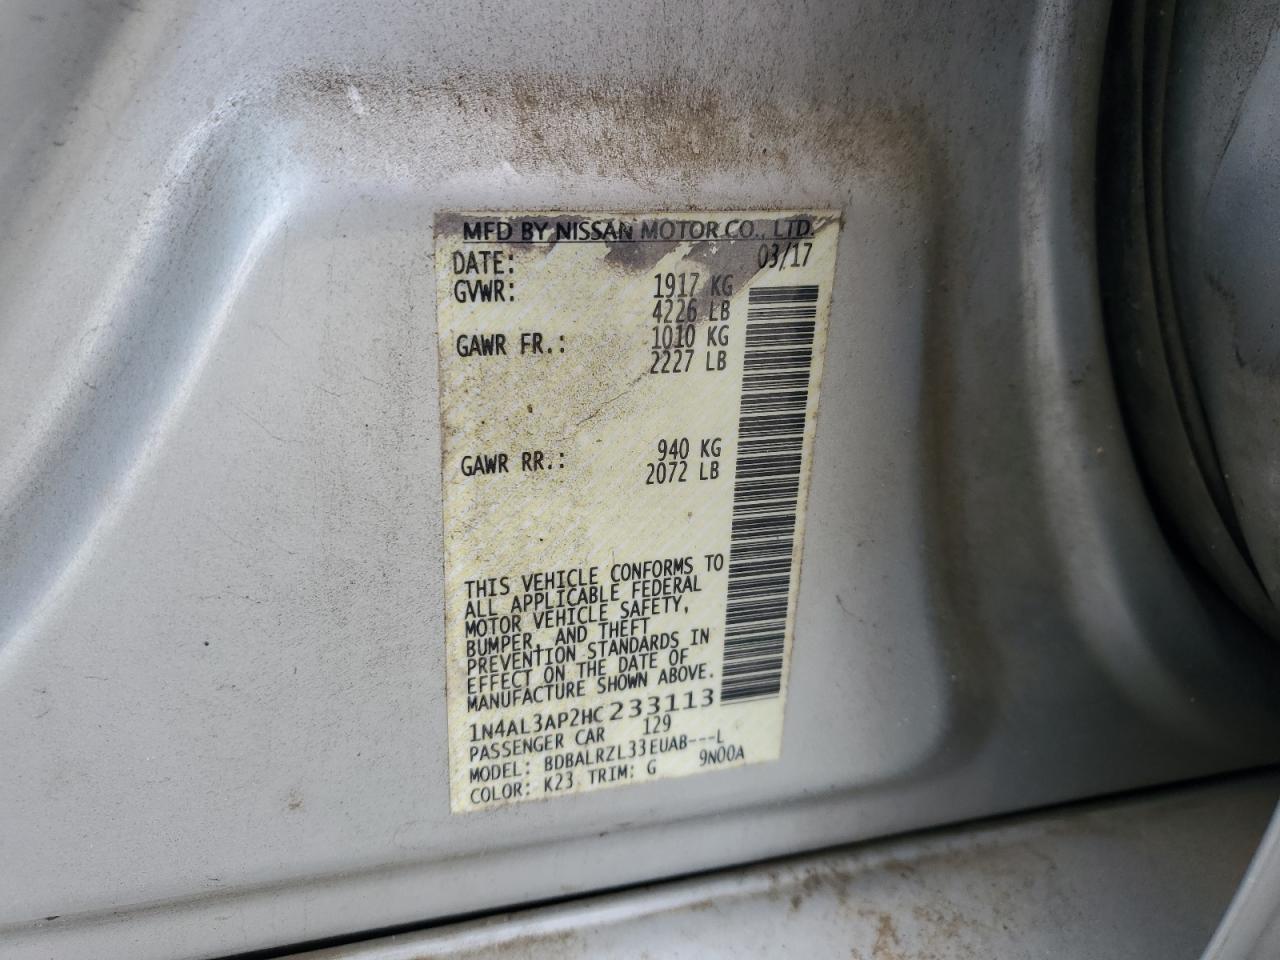 MFD BY NISSAN MOTOR CO., LTD.
DATE: 03/17
GVWR: 1917 KG
4226 LB
GAWR FR.: 1010 KG
2227 LB
GAWR RR.: 940 KG
2072 LB
THIS VEHICLE CONFORMS TO
ALL APPLICABLE FEDERAL
MOTOR VEHICLE SAFETY,
BUMPER, AND THEFT
PREVENTION STANDARDS IN
EFFECT ON THE DATE OF
MANUFACTURE SHOWN ABOVE.
1N4AL3AP2HC233113
PASSENGER CAR 129
MODEL: BDBALRZL33EUAB---L
COLOR: K23 TRIM: G 9N00A